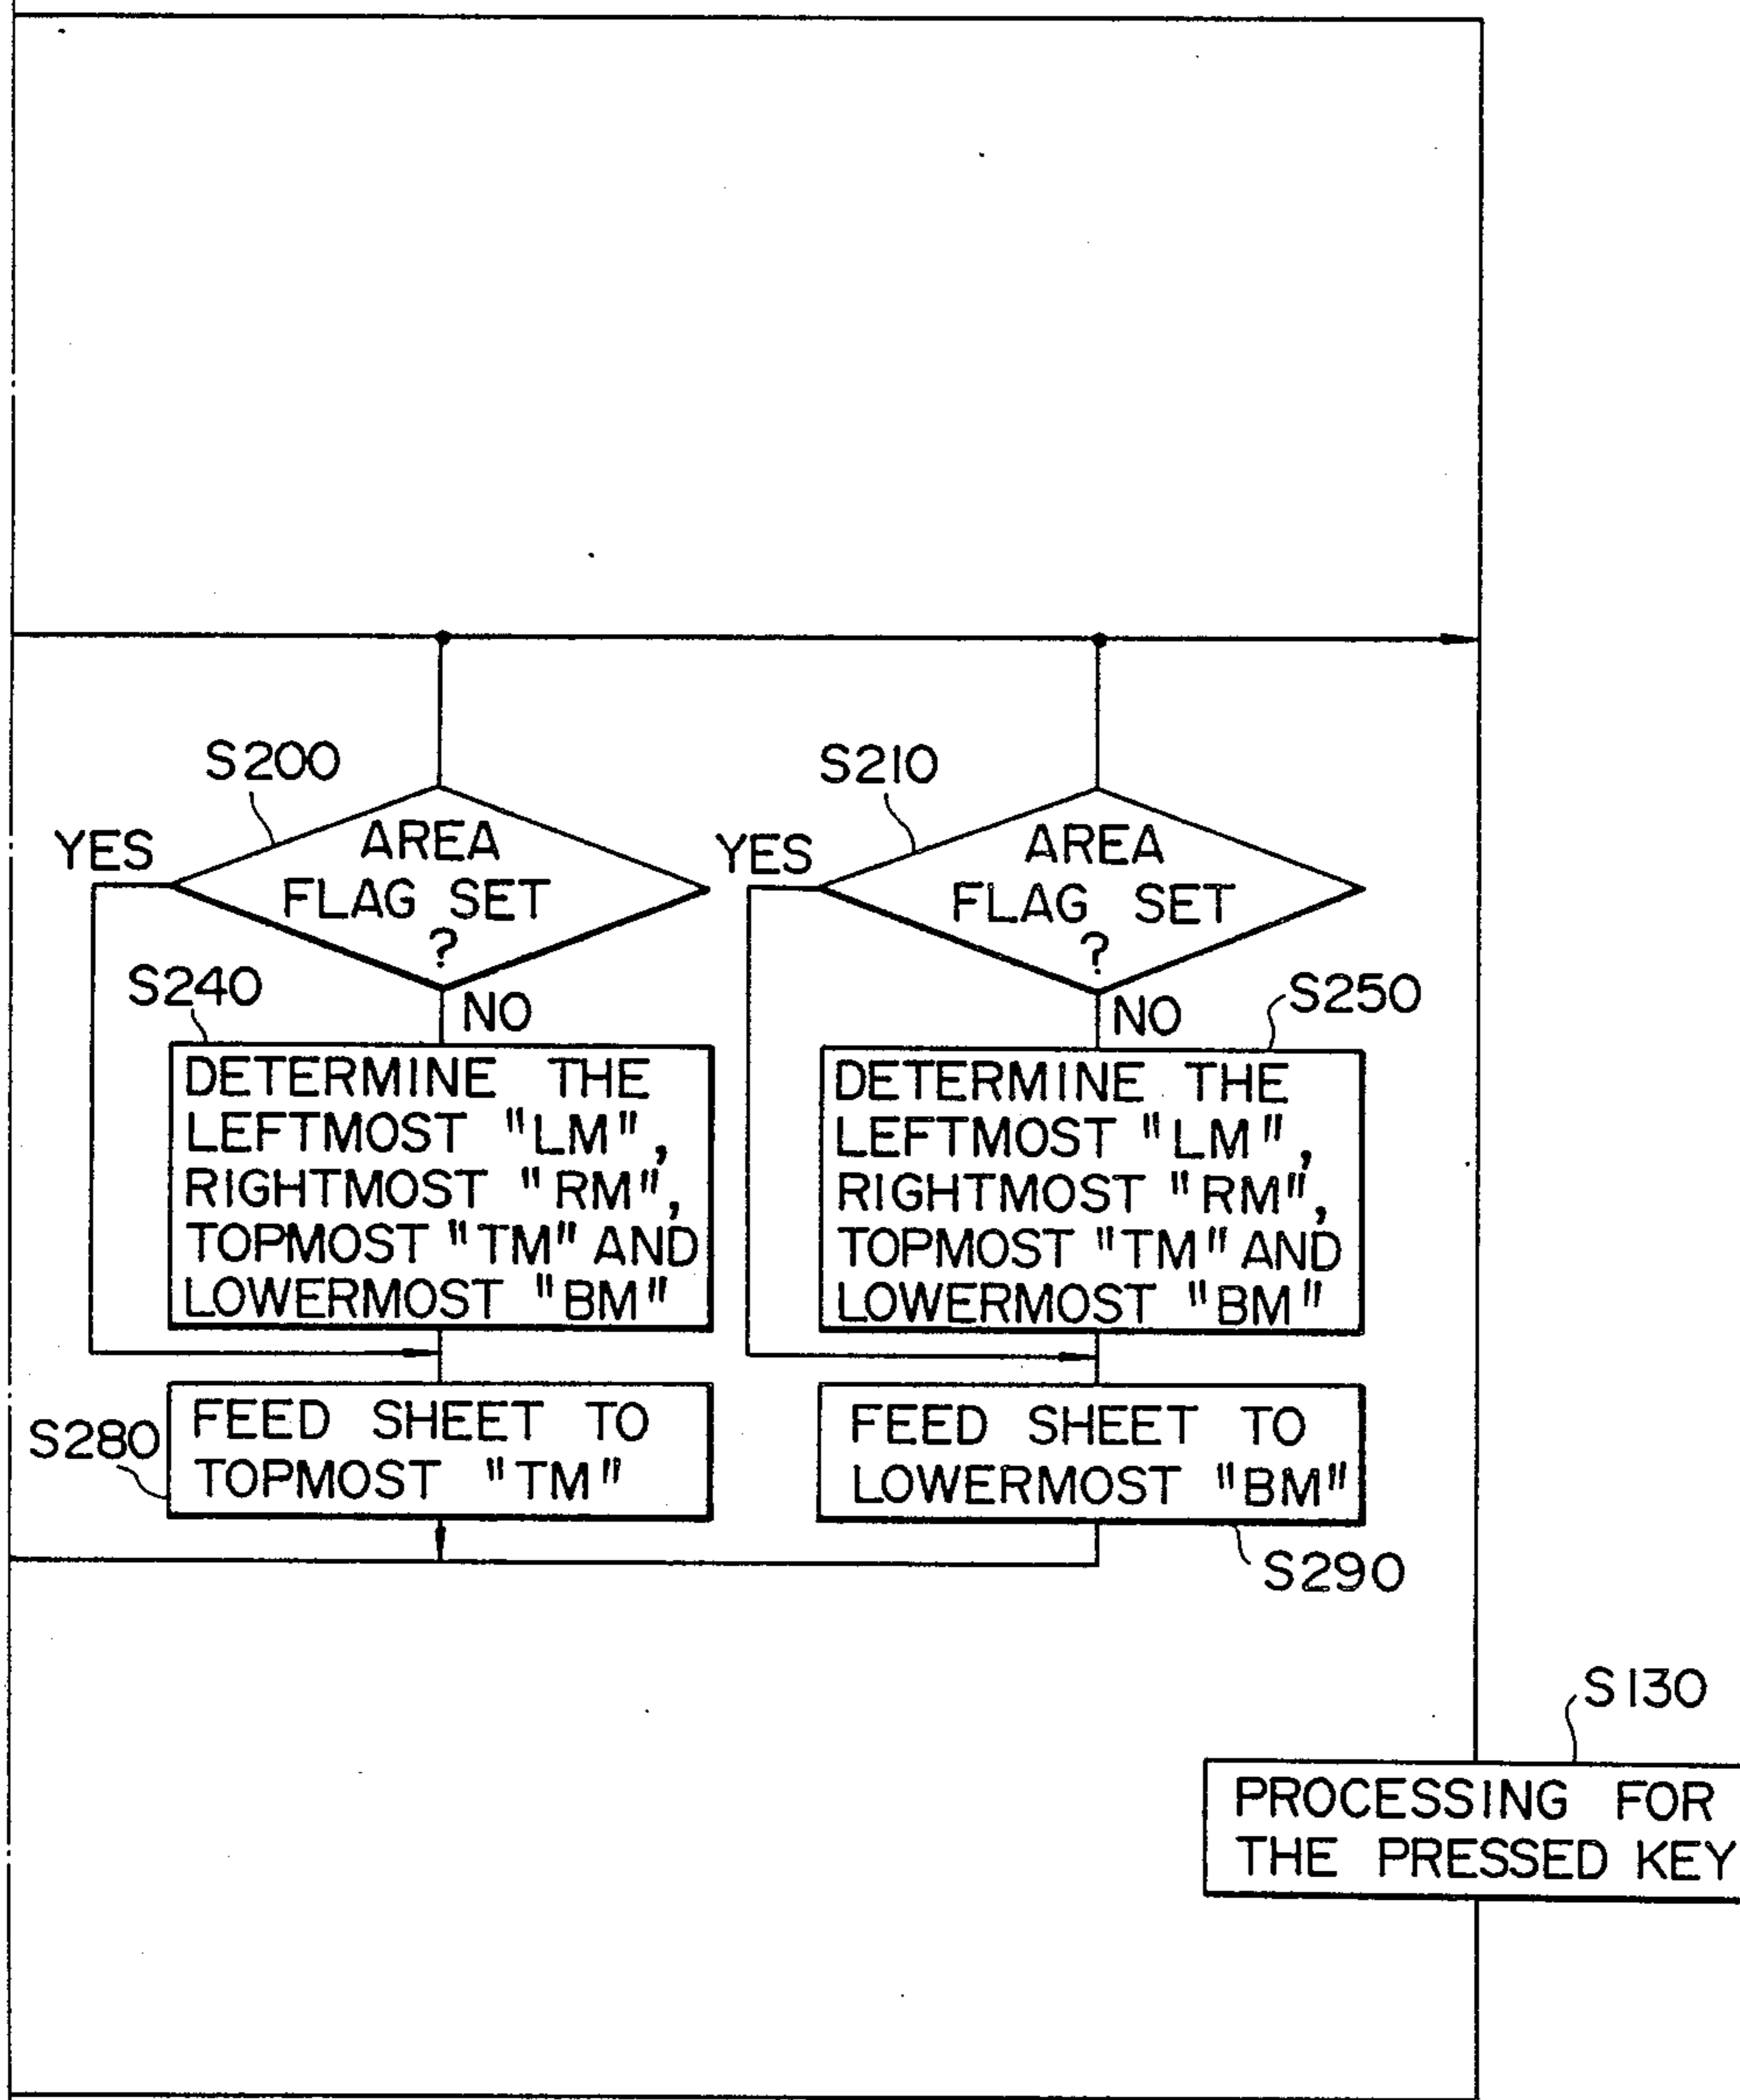 S200
YES
AREA
FLAG SET
?
NO
S240
DETERMINE THE
LEFTMOST "LM",
RIGHTMOST "RM",
TOPMOST "TM" AND
LOWERMOST "BM"
S280
FEED SHEET TO
TOPMOST "TM"
S210
YES
AREA
FLAG SET
?
NO
S250
DETERMINE THE
LEFTMOST "LM",
RIGHTMOST "RM",
TOPMOST "TM" AND
LOWERMOST "BM"
FEED SHEET TO
LOWERMOST "BM"
S290
S130
PROCESSING FOR
THE PRESSED KEY